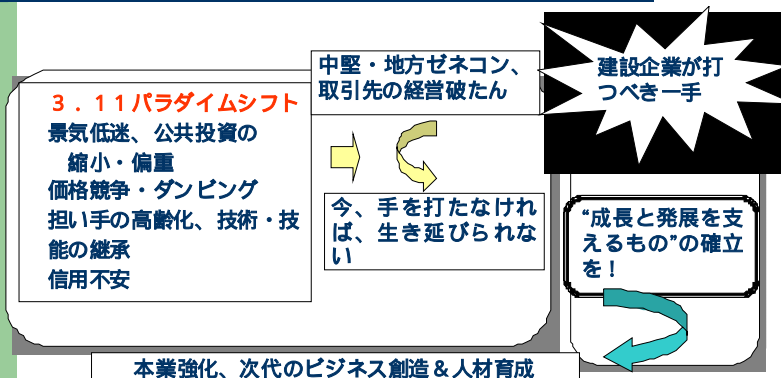 ３．１１パラダイムシフト
景気低迷、公共投資の
縮小・偏重
価格競争・ダンピング
担い手の高齢化、技術・技
能の継承
信用不安
中堅・地方ゼネコン、
取引先の経営破たん
今、手を打たなけれ
ば、生き延びられな
い
建設企業が打
つべき一手
“成長と発展を支
えるもの”の確立
を！
本業強化、次代のビジネス創造＆人材育成